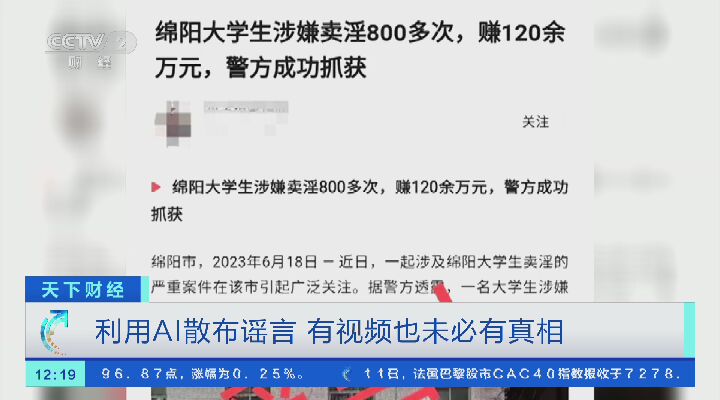 CCTV 2
财经
绵阳大学生涉嫌卖淫800多次，赚120余
万元，警方成功抓获
关注
绵阳大学生涉嫌卖淫800多次，赚120余万元，警方成功
抓获
绵阳市，2023年6月18日 – 近日，一起涉及绵阳大学生卖淫的
严重案件在该市引起广泛关注。据警方透露，一名大学生涉嫌
天下财经
利用AI散布谣言 有视频也未必有真相
12:19 96.87点，涨幅为0.25%。 11日，法国巴黎股市CAC40指数报收于7278.